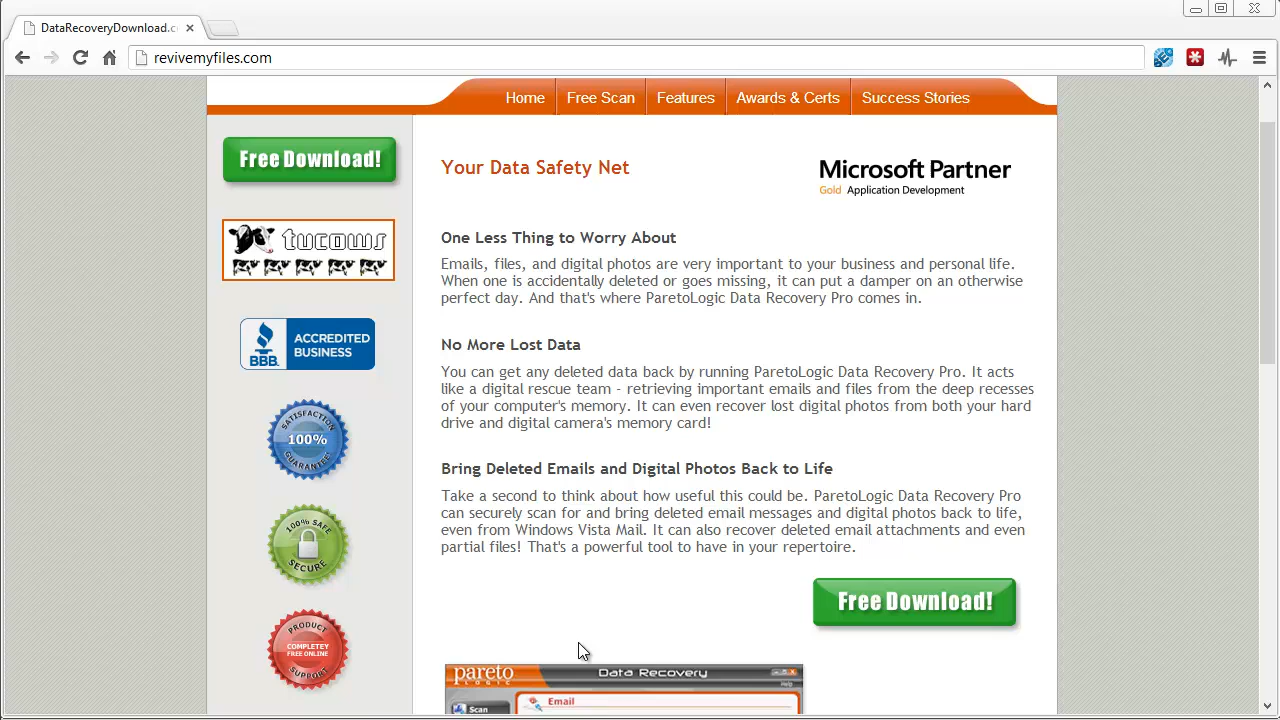 DataRecoveryDownload.c
revivemyfiles.com
Home Free Scan Features Awards & Certs Success Stories
Free Download!
tucows
BBB.
ACCREDITED
BUSINESS
SATISFACTION
100%
GUARANTEE
100% SAFE
SECURE
PRODUCT
COMPLETEY
FREE ONLINE
SUPPORT
Your Data Safety Net
Microsoft Partner
Gold Application Development
One Less Thing to Worry About
Emails, files, and digital photos are very important to your business and personal life.
When one is accidentally deleted or goes missing, it can put a damper on an otherwise
perfect day. And that's where ParetoLogic Data Recovery Pro comes in.
No More Lost Data
You can get any deleted data back by running ParetoLogic Data Recovery Pro. It acts
like a digital rescue team - retrieving important emails and files from the deep recesses
of your computer's memory. It can even recover lost digital photos from both your hard
drive and digital camera's memory card!
Bring Deleted Emails and Digital Photos Back to Life
Take a second to think about how useful this could be. ParetoLogic Data Recovery Pro
can securely scan for and bring deleted email messages and digital photos back to life,
even from Windows Vista Mail. It can also recover deleted email attachments and even
partial files! That's a powerful tool to have in your repertoire.
Free Download!
pareto
LOGIC
Data Recovery
Help
Scan
Email